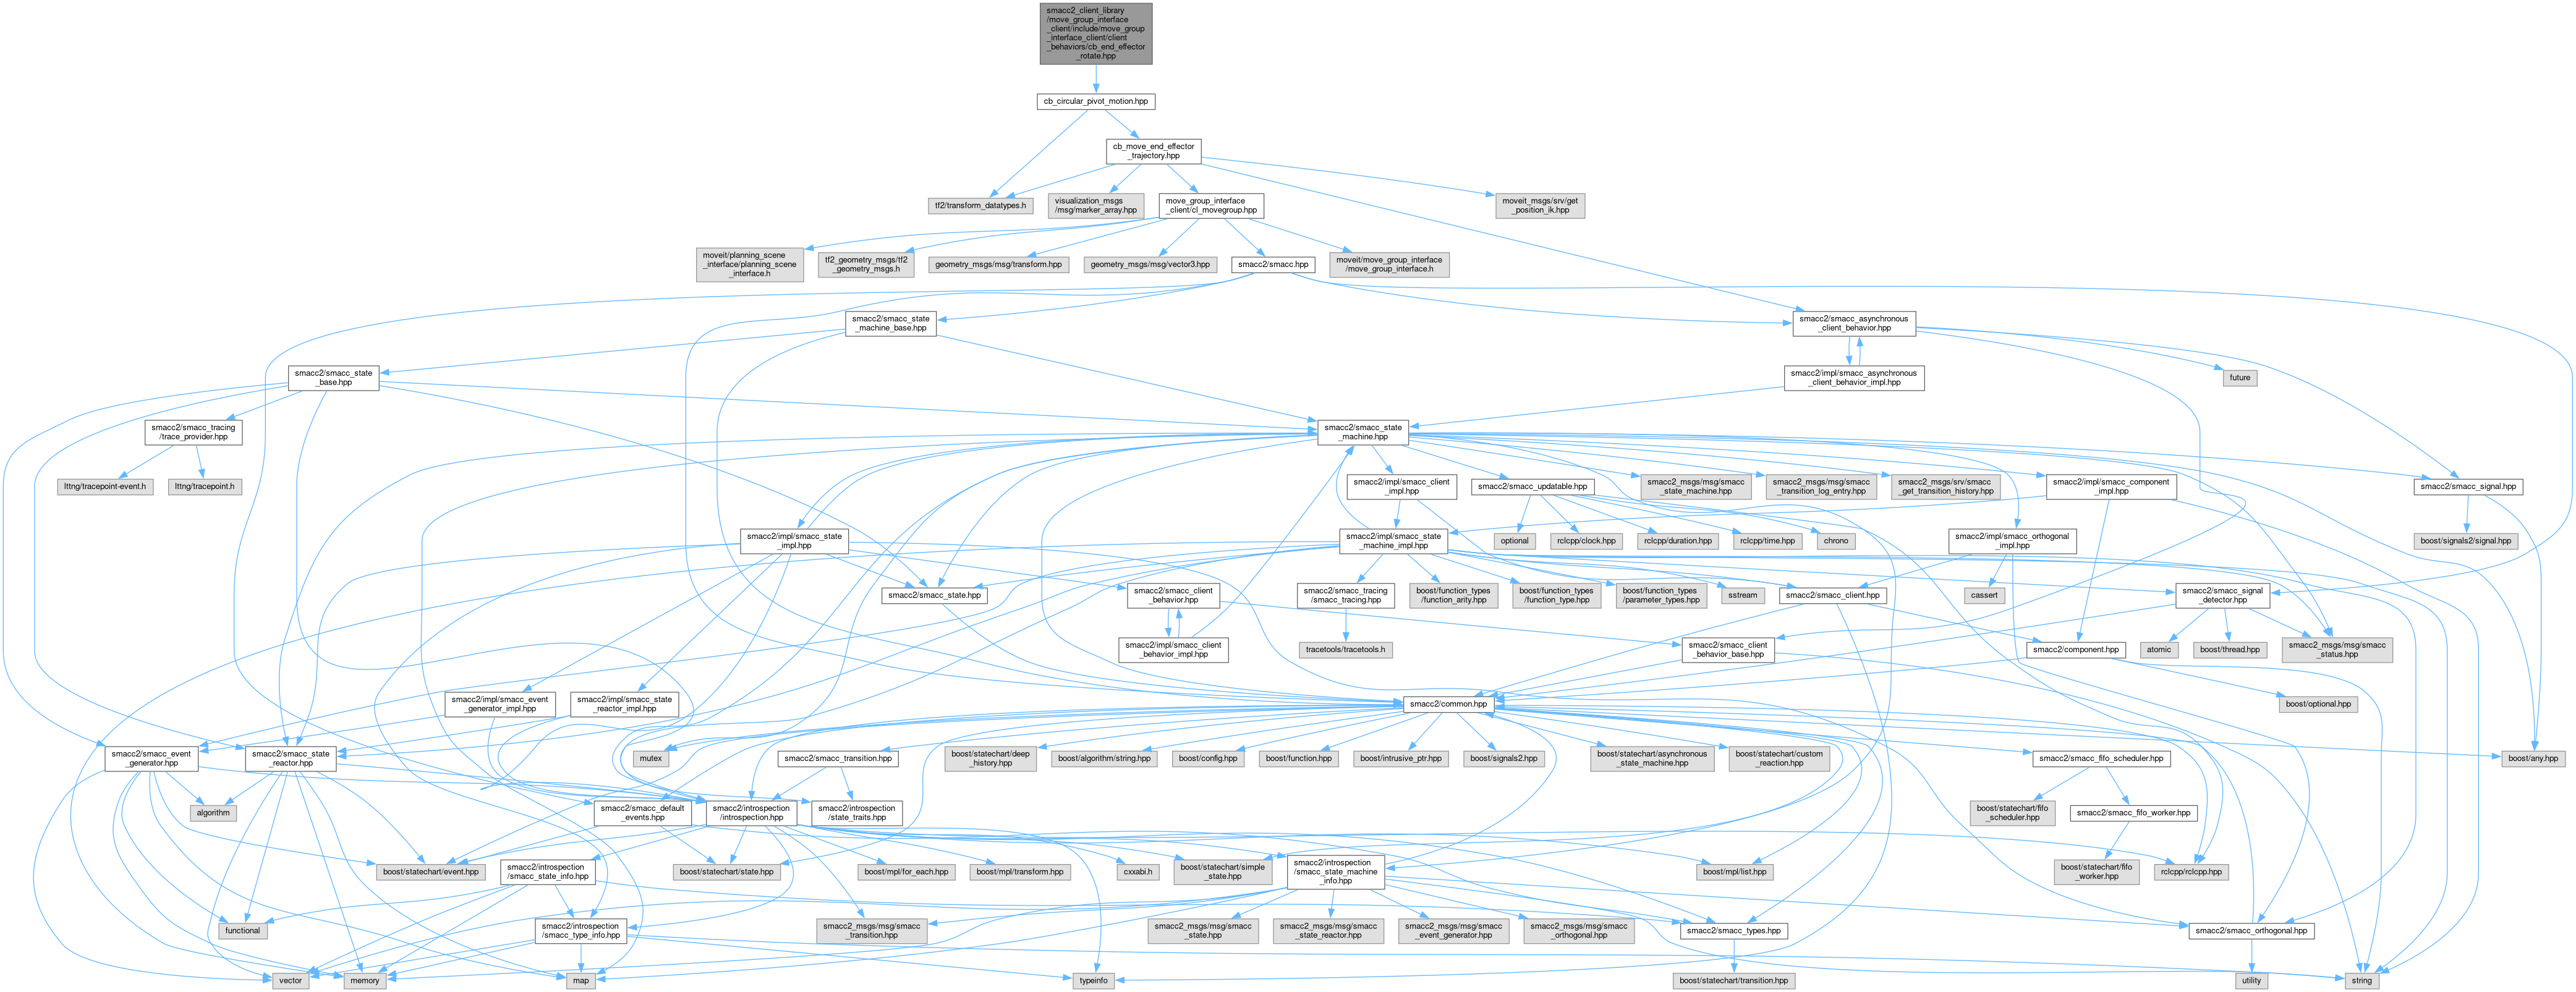 smacc2_client_library
/move_group_interface
_client/include/move_group
_interface_client/client
_behaviors/cb_end_effector
_rotate.hpp
cb_circular_pivot_motion.hpp
cb_move_end_effector
_trajectory.hpp
tf2/transform_datatypes.h
visualization_msgs
/msg/marker_array.hpp
move_group_interface
_client/cl_movegroup.hpp
moveit_msgs/srv/get
_position_ik.hpp
moveit/planning_scene
_interface/planning_scene
_interface.h
tf2_geometry_msgs/tf2
_geometry_msgs.h
geometry_msgs/msg/transform.hpp
geometry_msgs/msg/vector3.hpp
smacc2/smacc.hpp
moveit/move_group_interface
/move_group_interface.h
smacc2/smacc_state
_machine_base.hpp
smacc2/smacc_asynchronous
_client_behavior.hpp
smacc2/smacc_state
_base.hpp
smacc2/impl/smacc_asynchronous
_client_behavior_impl.hpp
future
smacc2/smacc_tracing
/trace_provider.hpp
smacc2/smacc_state
_machine.hpp
lttng/tracepoint-event.h
lttng/tracepoint.h
smacc2/impl/smacc_client
_impl.hpp
smacc2/smacc_updatable.hpp
smacc2_msgs/msg/smacc
_state_machine.hpp
smacc2_msgs/msg/smacc
_transition_log_entry.hpp
smacc2_msgs/srv/smacc
_get_transition_history.hpp
smacc2/impl/smacc_component
_impl.hpp
smacc2/smacc_signal.hpp
smacc2/impl/smacc_state
_impl.hpp
smacc2/impl/smacc_state
_machine_impl.hpp
optional
rclcpp/clock.hpp
rclcpp/duration.hpp
rclcpp/time.hpp
chrono
smacc2/impl/smacc_orthogonal
_impl.hpp
boost/signals2/signal.hpp
smacc2/smacc_state.hpp
smacc2/smacc_client
_behavior.hpp
smacc2/smacc_tracing
/smacc_tracing.hpp
boost/function_types
/function_arity.hpp
boost/function_types
/function_type.hpp
boost/function_types
/parameter_types.hpp
sstream
smacc2/smacc_client.hpp
cassert
smacc2/smacc_signal
_detector.hpp
smacc2/impl/smacc_client
_behavior_impl.hpp
tracetools/tracetools.h
smacc2/smacc_client
_behavior_base.hpp
smacc2/component.hpp
atomic
boost/thread.hpp
smacc2_msgs/msg/smacc
_status.hpp
smacc2/impl/smacc_event
_generator_impl.hpp
smacc2/impl/smacc_state
_reactor_impl.hpp
smacc2/common.hpp
boost/optional.hpp
smacc2/smacc_event
_generator.hpp
smacc2/smacc_state
_reactor.hpp
mutex
smacc2/smacc_transition.hpp
boost/statechart/deep
_history.hpp
boost/algorithm/string.hpp
boost/config.hpp
boost/function.hpp
boost/intrusive_ptr.hpp
boost/signals2.hpp
boost/statechart/asynchronous
_state_machine.hpp
boost/statechart/custom
_reaction.hpp
smacc2/smacc_fifo_scheduler.hpp
boost/any.hpp
algorithm
smacc2/smacc_default
_events.hpp
smacc2/introspection
/introspection.hpp
smacc2/introspection
/state_traits.hpp
boost/statechart/fifo
_scheduler.hpp
smacc2/smacc_fifo_worker.hpp
boost/statechart/event.hpp
smacc2/introspection
/smacc_state_info.hpp
boost/statechart/state.hpp
boost/mpl/for_each.hpp
boost/mpl/transform.hpp
cxxabi.h
boost/statechart/simple
_state.hpp
smacc2/introspection
/smacc_state_machine
_info.hpp
boost/mpl/list.hpp
boost/statechart/fifo
_worker.hpp
rclcpp/rclcpp.hpp
functional
smacc2/introspection
/smacc_type_info.hpp
smacc2_msgs/msg/smacc
_transition.hpp
smacc2_msgs/msg/smacc
_state.hpp
smacc2_msgs/msg/smacc
_state_reactor.hpp
smacc2_msgs/msg/smacc
_event_generator.hpp
smacc2_msgs/msg/smacc
_orthogonal.hpp
smacc2/smacc_types.hpp
smacc2/smacc_orthogonal.hpp
vector
memory
map
typeinfo
boost/statechart/transition.hpp
utility
string